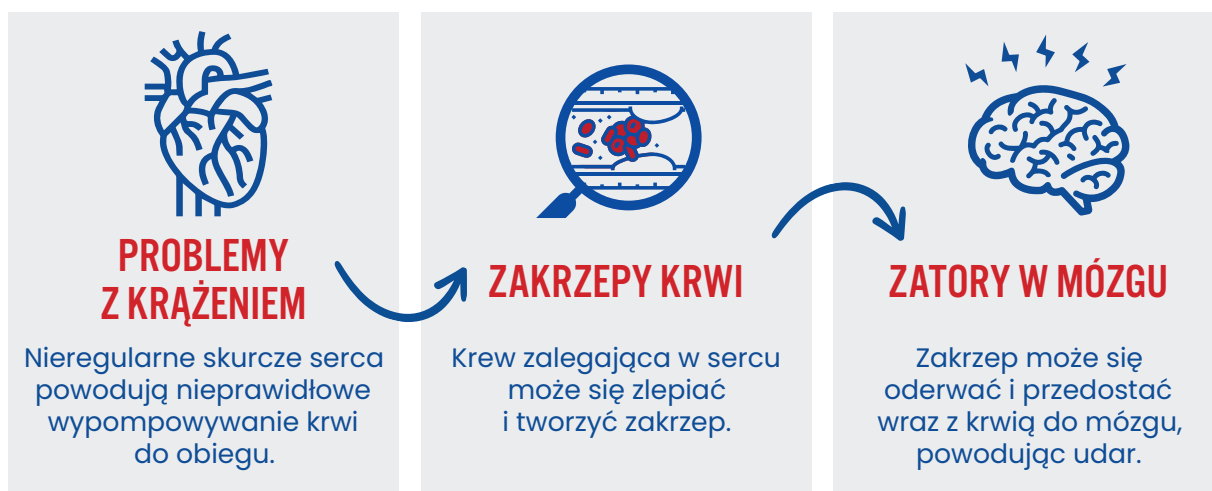 PROBLEMY
Z KRĄŻENIEM
Nieregularne skurcze serca
powodują nieprawidłowe
wypompowywanie krwi
do obiegu.
ZAKRZEPY KRWI
Krew zalegająca w sercu
może się zlepiać
i tworzyć zakrzep.
ZATORY W MÓZGU
Zakrzep może się
oderwać i przedostać
wraz z krwią do mózgu,
powodując udar.